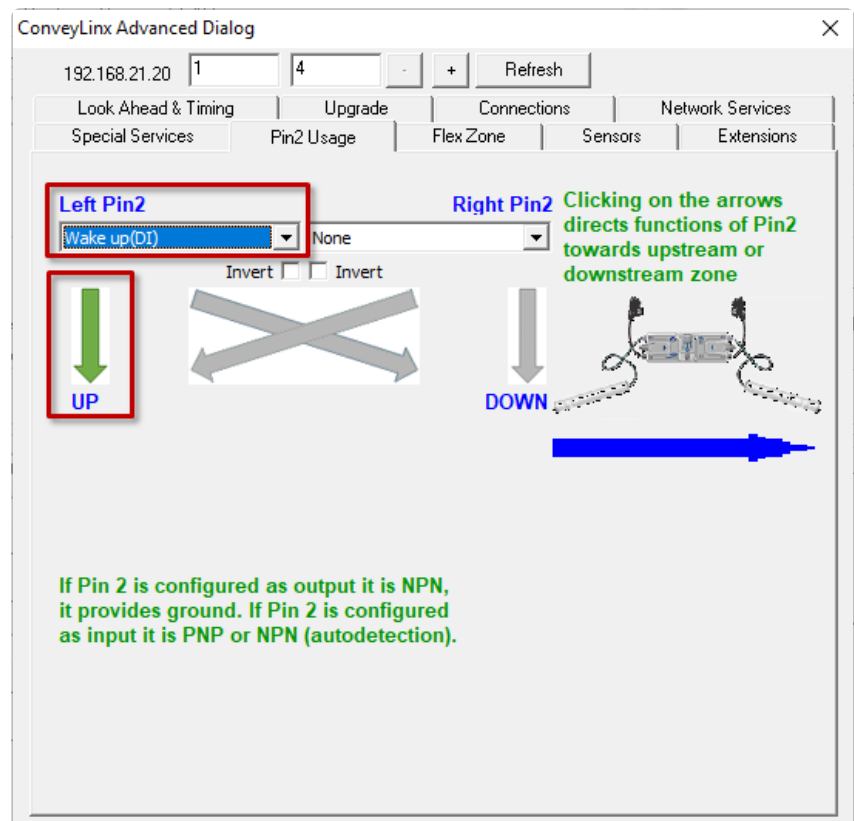 ConveyLinx Advanced Dialog
192.168.21.20 1 4 - + Refresh
Look Ahead & Timing Upgrade Connections Network Services
Special Services Pin2 Usage Flex Zone Sensors Extensions
Left Pin2 Right Pin2
Wake up(DI) None
Invert Invert
Clicking on the arrows
directs functions of Pin2
towards upstream or
downstream zone
UP DOWN
If Pin 2 is configured as output it is NPN,
it provides ground. If Pin 2 is configured
as input it is PNP or NPN (autodetection).